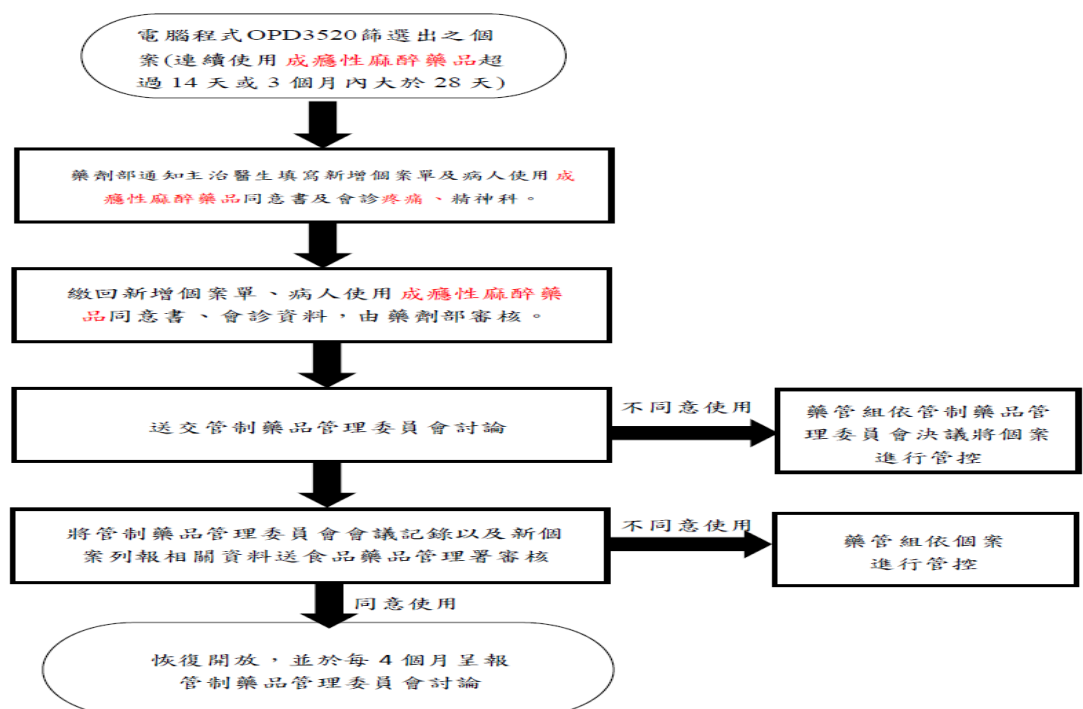 電腦程式OPD3520篩選出之個
案(連續使用成癮性麻醉藥品超
過14天或3個月內大於28天)
藥劑部通知主治醫生填寫新增個案單及病人使用成
癮性麻醉藥品同意書及會診疼痛、精神科。
繳回新增個案單、病人使用成癮性麻醉藥
品同意書、會診資料，由藥劑部審核。
送交管制藥品管理委員會討論
不同意使用
藥管組依管制藥品管
理委員會決議將個案
進行管控
將管制藥品管理委員會會議記錄以及新個
案列報相關資料送食品藥品管理署審核
不同意使用
藥管組依個案
進行管控
同意使用
恢復開放，並於每4個月呈報
管制藥品管理委員會討論